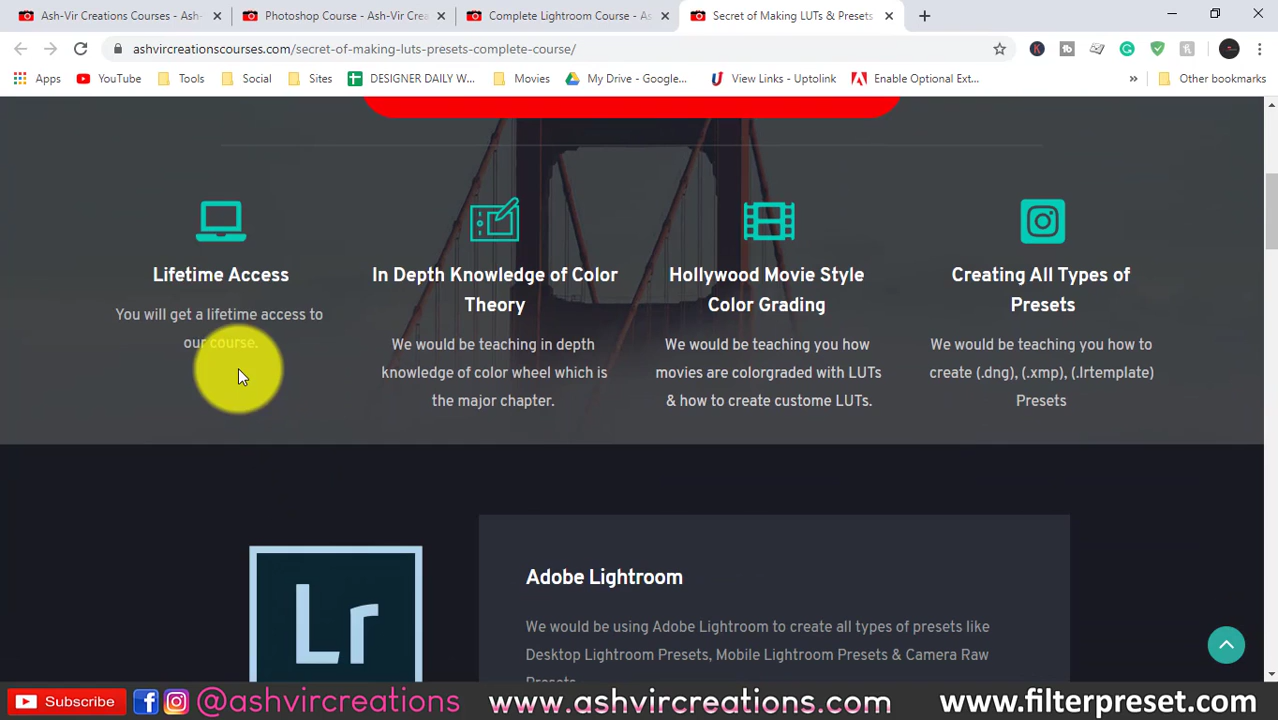 Ash-Vir Creations Courses - Ash-
Photoshop Course - Ash-Vir Crea
Complete Lightroom Course - As
Secret of Making LUTs & Presets
ashvircreationscourses.com/secret-of-making-luts-presets-complete-course/
Apps
YouTube
Tools
Social
Sites
DESIGNER DAILY W...
Movies
My Drive - Google...
View Links - Uptolink
Enable Optional Ext...
»
Other bookmarks
Lifetime Access
You will get a lifetime access to
our course.
In Depth Knowledge of Color
Theory
We would be teaching in depth
knowledge of color wheel which is
the major chapter.
Hollywood Movie Style
Color Grading
We would be teaching you how
movies are colorgraded with LUTs
& how to create custome LUTs.
Creating All Types of
Presets
We would be teaching you how to
create (.dng), (.xmp), (.lrtemplate)
Presets
Lr
Adobe Lightroom
We would be using Adobe Lightroom to create all types of presets like
Desktop Lightroom Presets, Mobile Lightroom Presets & Camera Raw
Presets
Subscribe
@ashvircreations
www.ashvircreations.com
www.filterpreset.com